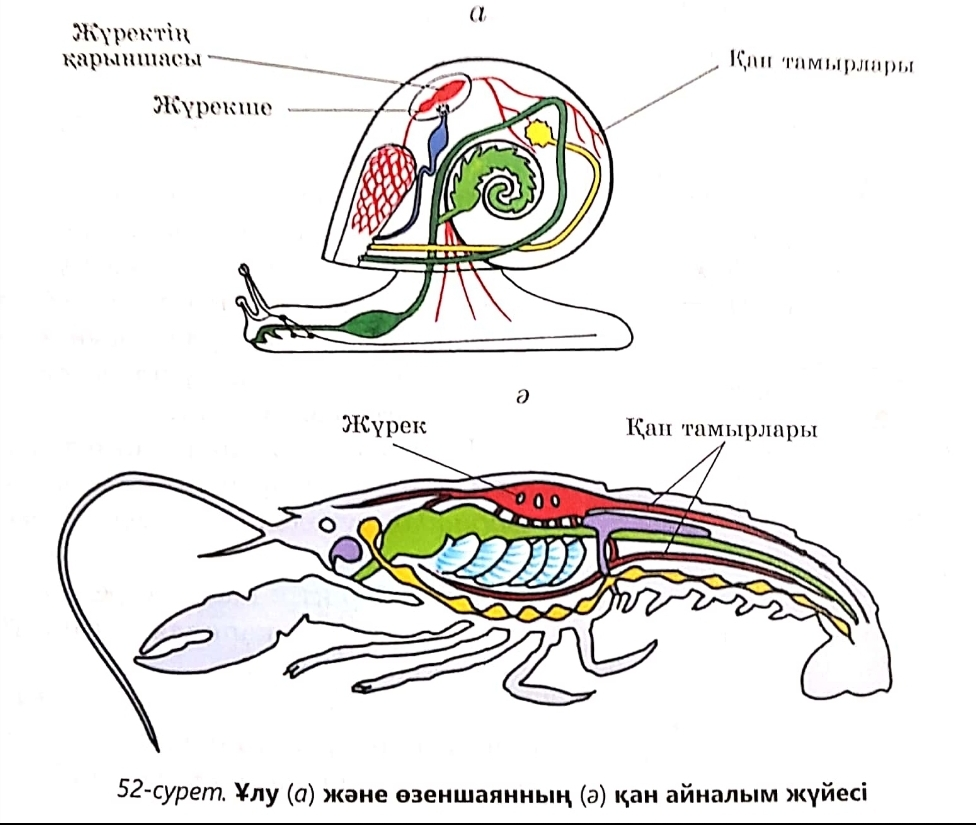 а
Жүректің
қарыншасы
Жүрекше
Қан тамырлары
ә
Жүрек
Қан тамырлары
52-сурет. Ұлу (а) және өзеншаянның (ә) қан айналым жүйесі